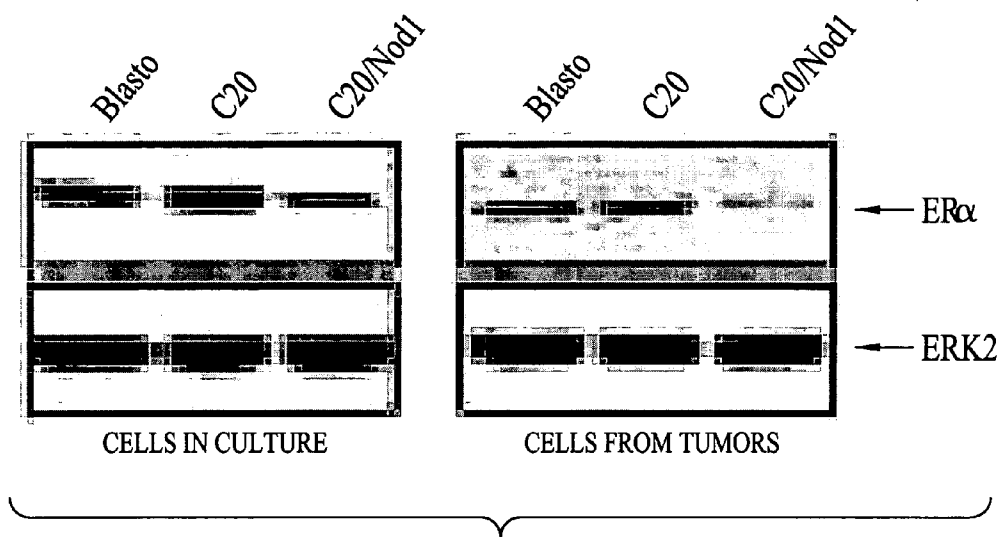 Blasto C20 C20/Nod1 Blasto C20 C20/Nod1
ERα
ERK2
CELLS IN CULTURE CELLS FROM TUMORS